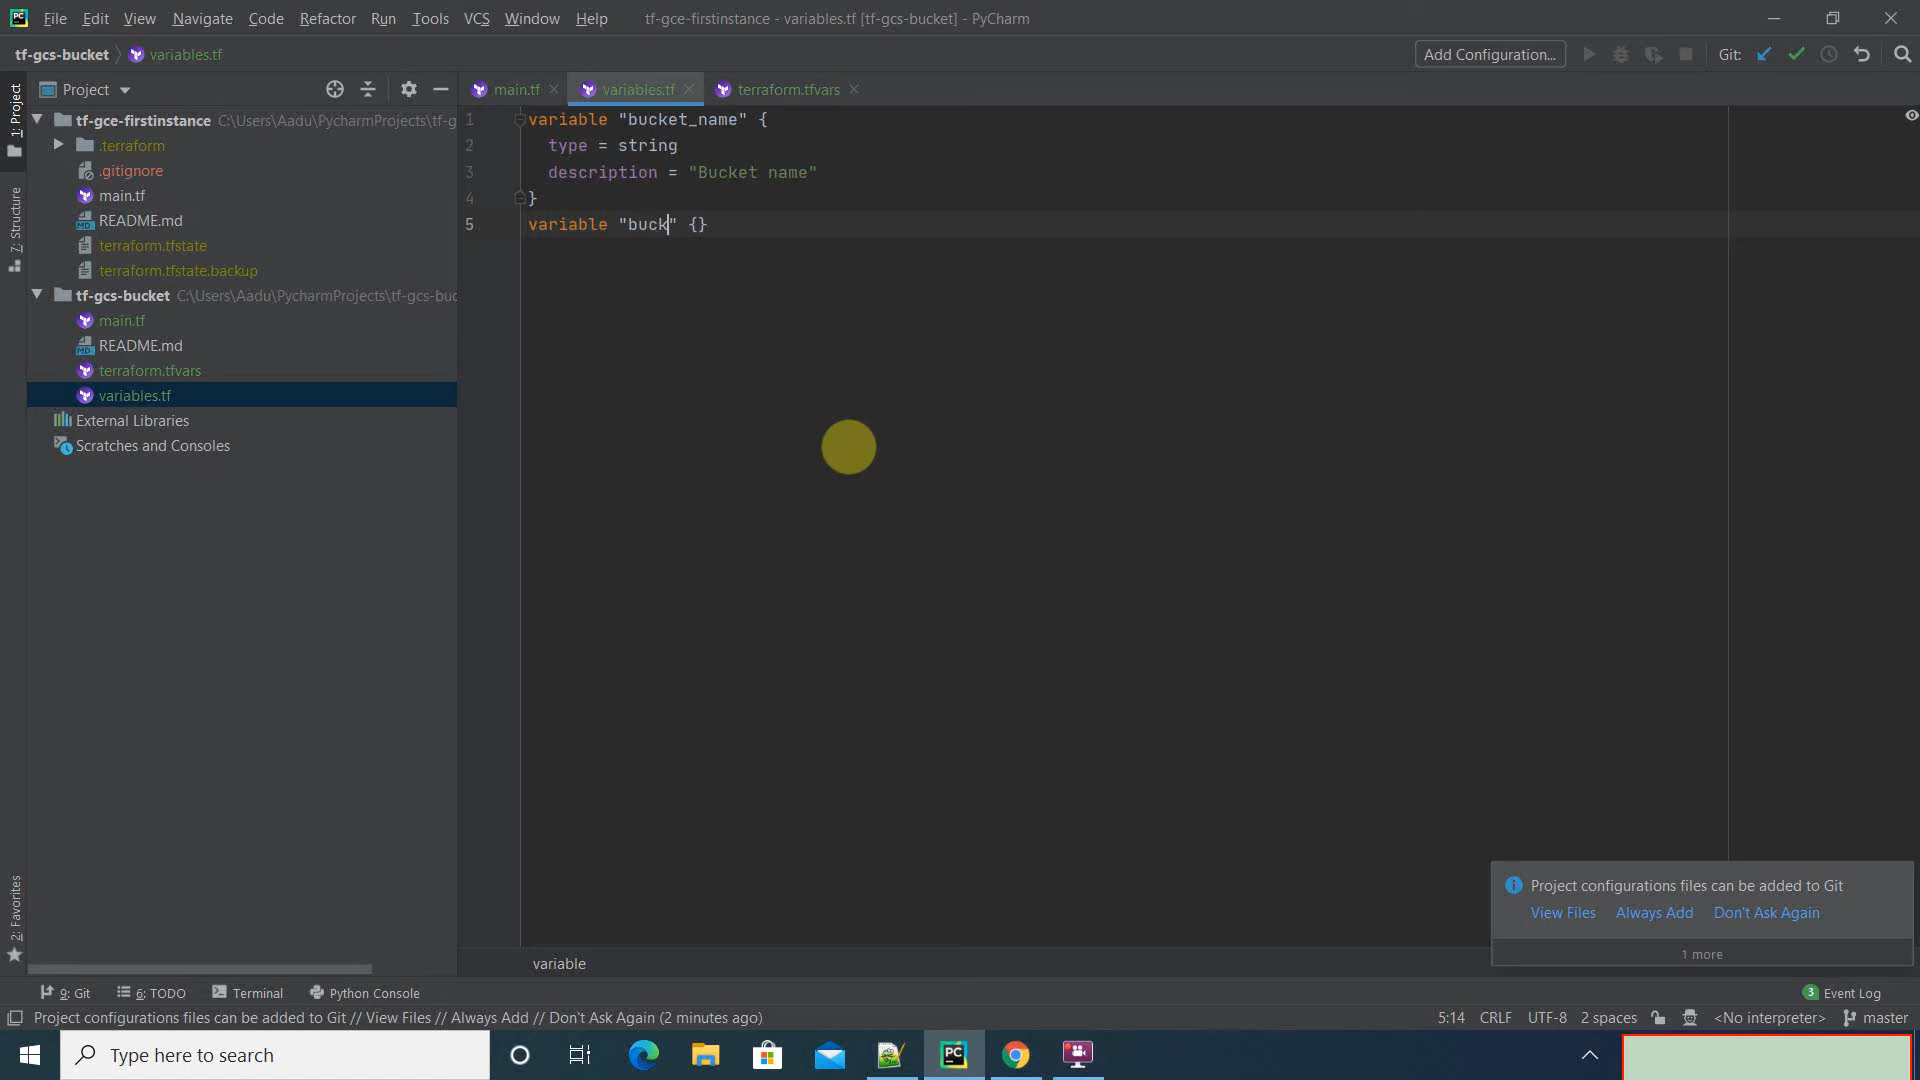 File Edit View Navigate Code Refactor Run Tools VCS Window Help tf-gce-firstinstance - variables.tf [tf-gcs-bucket] - PyCharm
tf-gcs-bucket variables.tf Add Configuration... Git:
Project main.tf variables.tf terraform.tfvars
1: Project
7: Structure
2: Favorites
tf-gce-firstinstance C:\Users\Aadu\PycharmProjects\tf-g
.terraform
.gitignore
main.tf
README.md
terraform.tfstate
terraform.tfstate.backup
tf-gcs-bucket C:\Users\Aadu\PycharmProjects\tf-gcs-buc
main.tf
README.md
terraform.tfvars
variables.tf
External Libraries
Scratches and Consoles
1 variable "bucket_name" {
2 type = string
3 description = "Bucket name"
4 }
5 variable "buck" {}
Project configurations files can be added to Git
View Files Always Add Don't Ask Again
1 more
variable
9: Git 6: TODO Terminal Python Console 3 Event Log
Project configurations files can be added to Git // View Files // Always Add // Don't Ask Again (2 minutes ago) 5:14 CRLF UTF-8 2 spaces <No interpreter> master
Type here to search